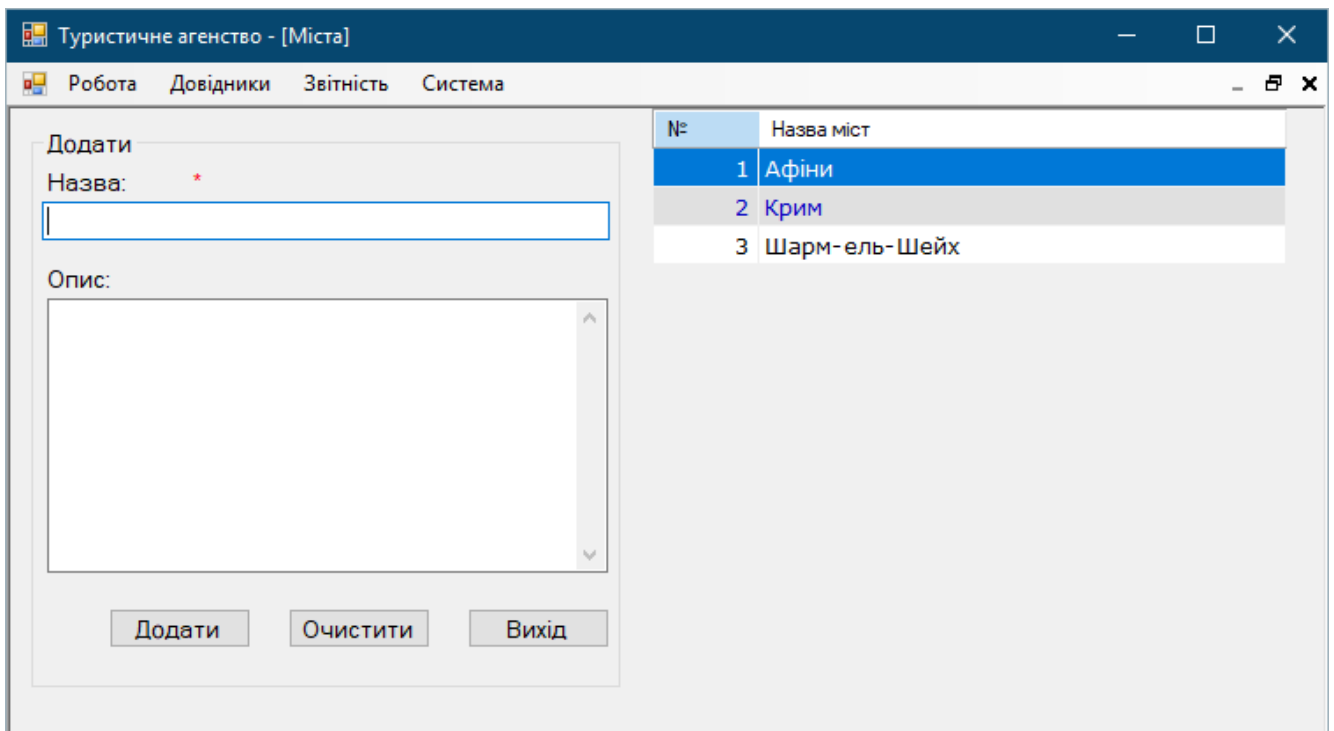 Туристичне агенство - [Міста]
Робота Довідники Звітність Система
Додати
Назва: *
Опис:
Додати Очистити Вихід
№ Назва міст
1 Афіни
2 Крим
3 Шарм-ель-Шейх